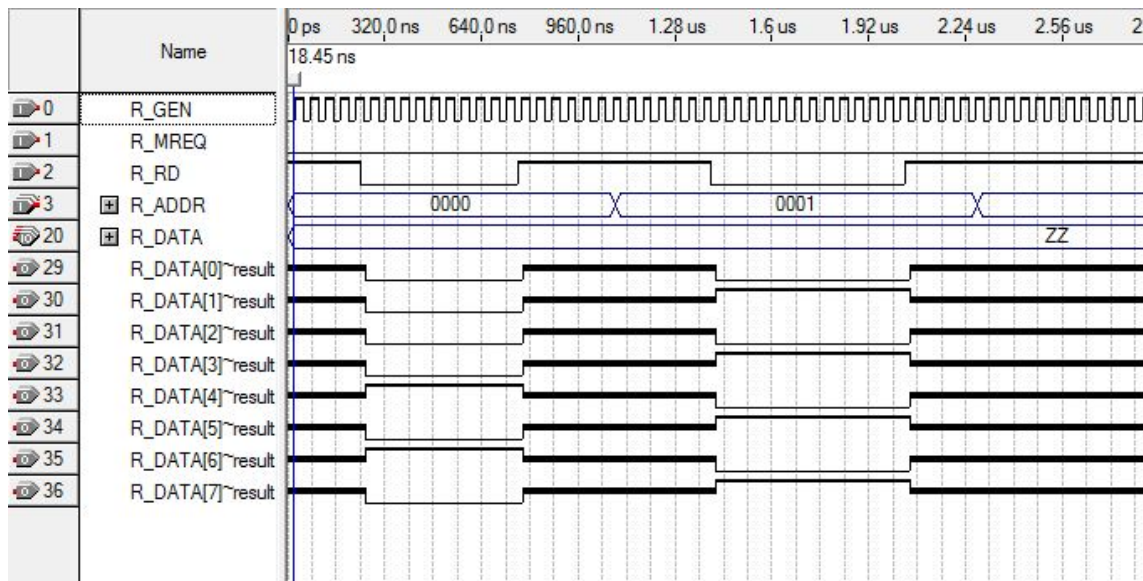 Name
0 ps 320.0 ns 640.0 ns 960.0 ns 1.28 us 1.6 us 1.92 us 2.24 us 2.56 us 2
18.45 ns
0 R_GEN
1 R_MREQ
2 R_RD
3 R_ADDR 0000 0001
20 R_DATA ZZ
29 R_DATA[0]~result
30 R_DATA[1]~result
31 R_DATA[2]~result
32 R_DATA[3]~result
33 R_DATA[4]~result
34 R_DATA[5]~result
35 R_DATA[6]~result
36 R_DATA[7]~result